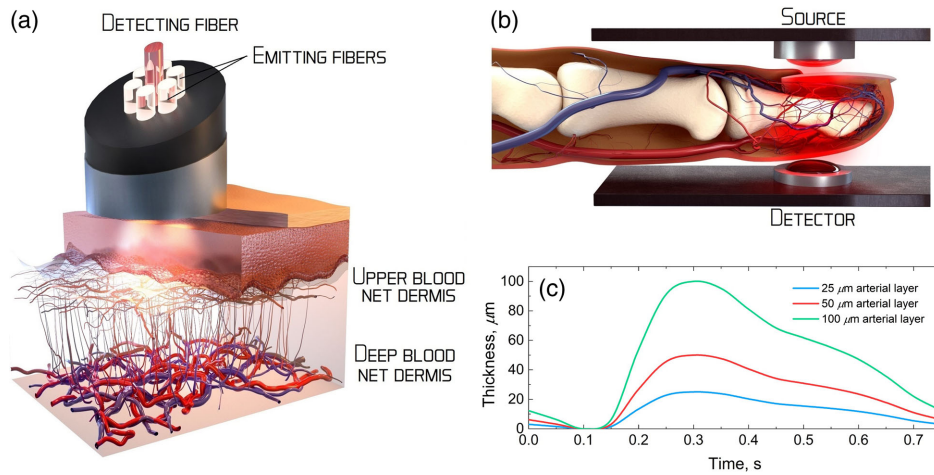 (a)
DETECTING FIBER
EMITTING FIBERS
UPPER BLOOD
NET DERMIS
DEEP BLOOD
NET DERMIS
(b)
SOURCE
DETECTOR
(c)
25 μm arterial layer
50 μm arterial layer
100 μm arterial layer
Thickness, μm
100
80
60
40
20
0
0.0 0.1 0.2 0.3 0.4 0.5 0.6 0.7
Time, s